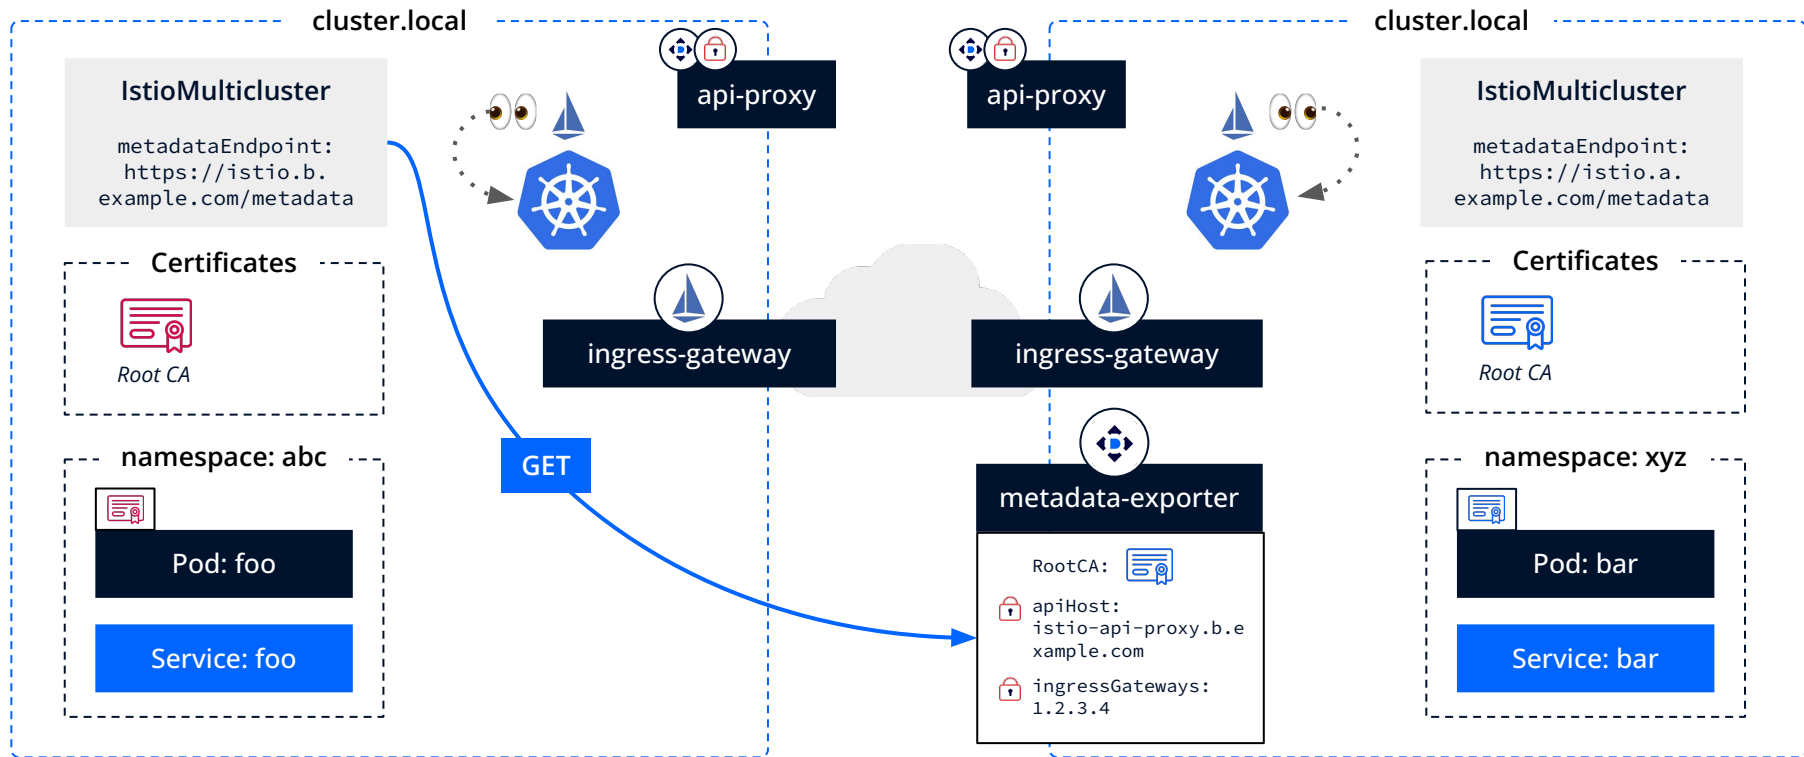 cluster.local
IstioMulticluster
metadataEndpoint:
https://istio.b.
example.com/metadata
Certificates
Root CA
namespace: abc
Pod: foo
Service: foo
api-proxy
ingress-gateway
GET
cluster.local
api-proxy
ingress-gateway
metadata-exporter
RootCA:
apiHost:
istio-api-proxy.b.e
xample.com
ingressGateways:
1.2.3.4
IstioMulticluster
metadataEndpoint:
https://istio.a.
example.com/metadata
Certificates
Root CA
namespace: xyz
Pod: bar
Service: bar